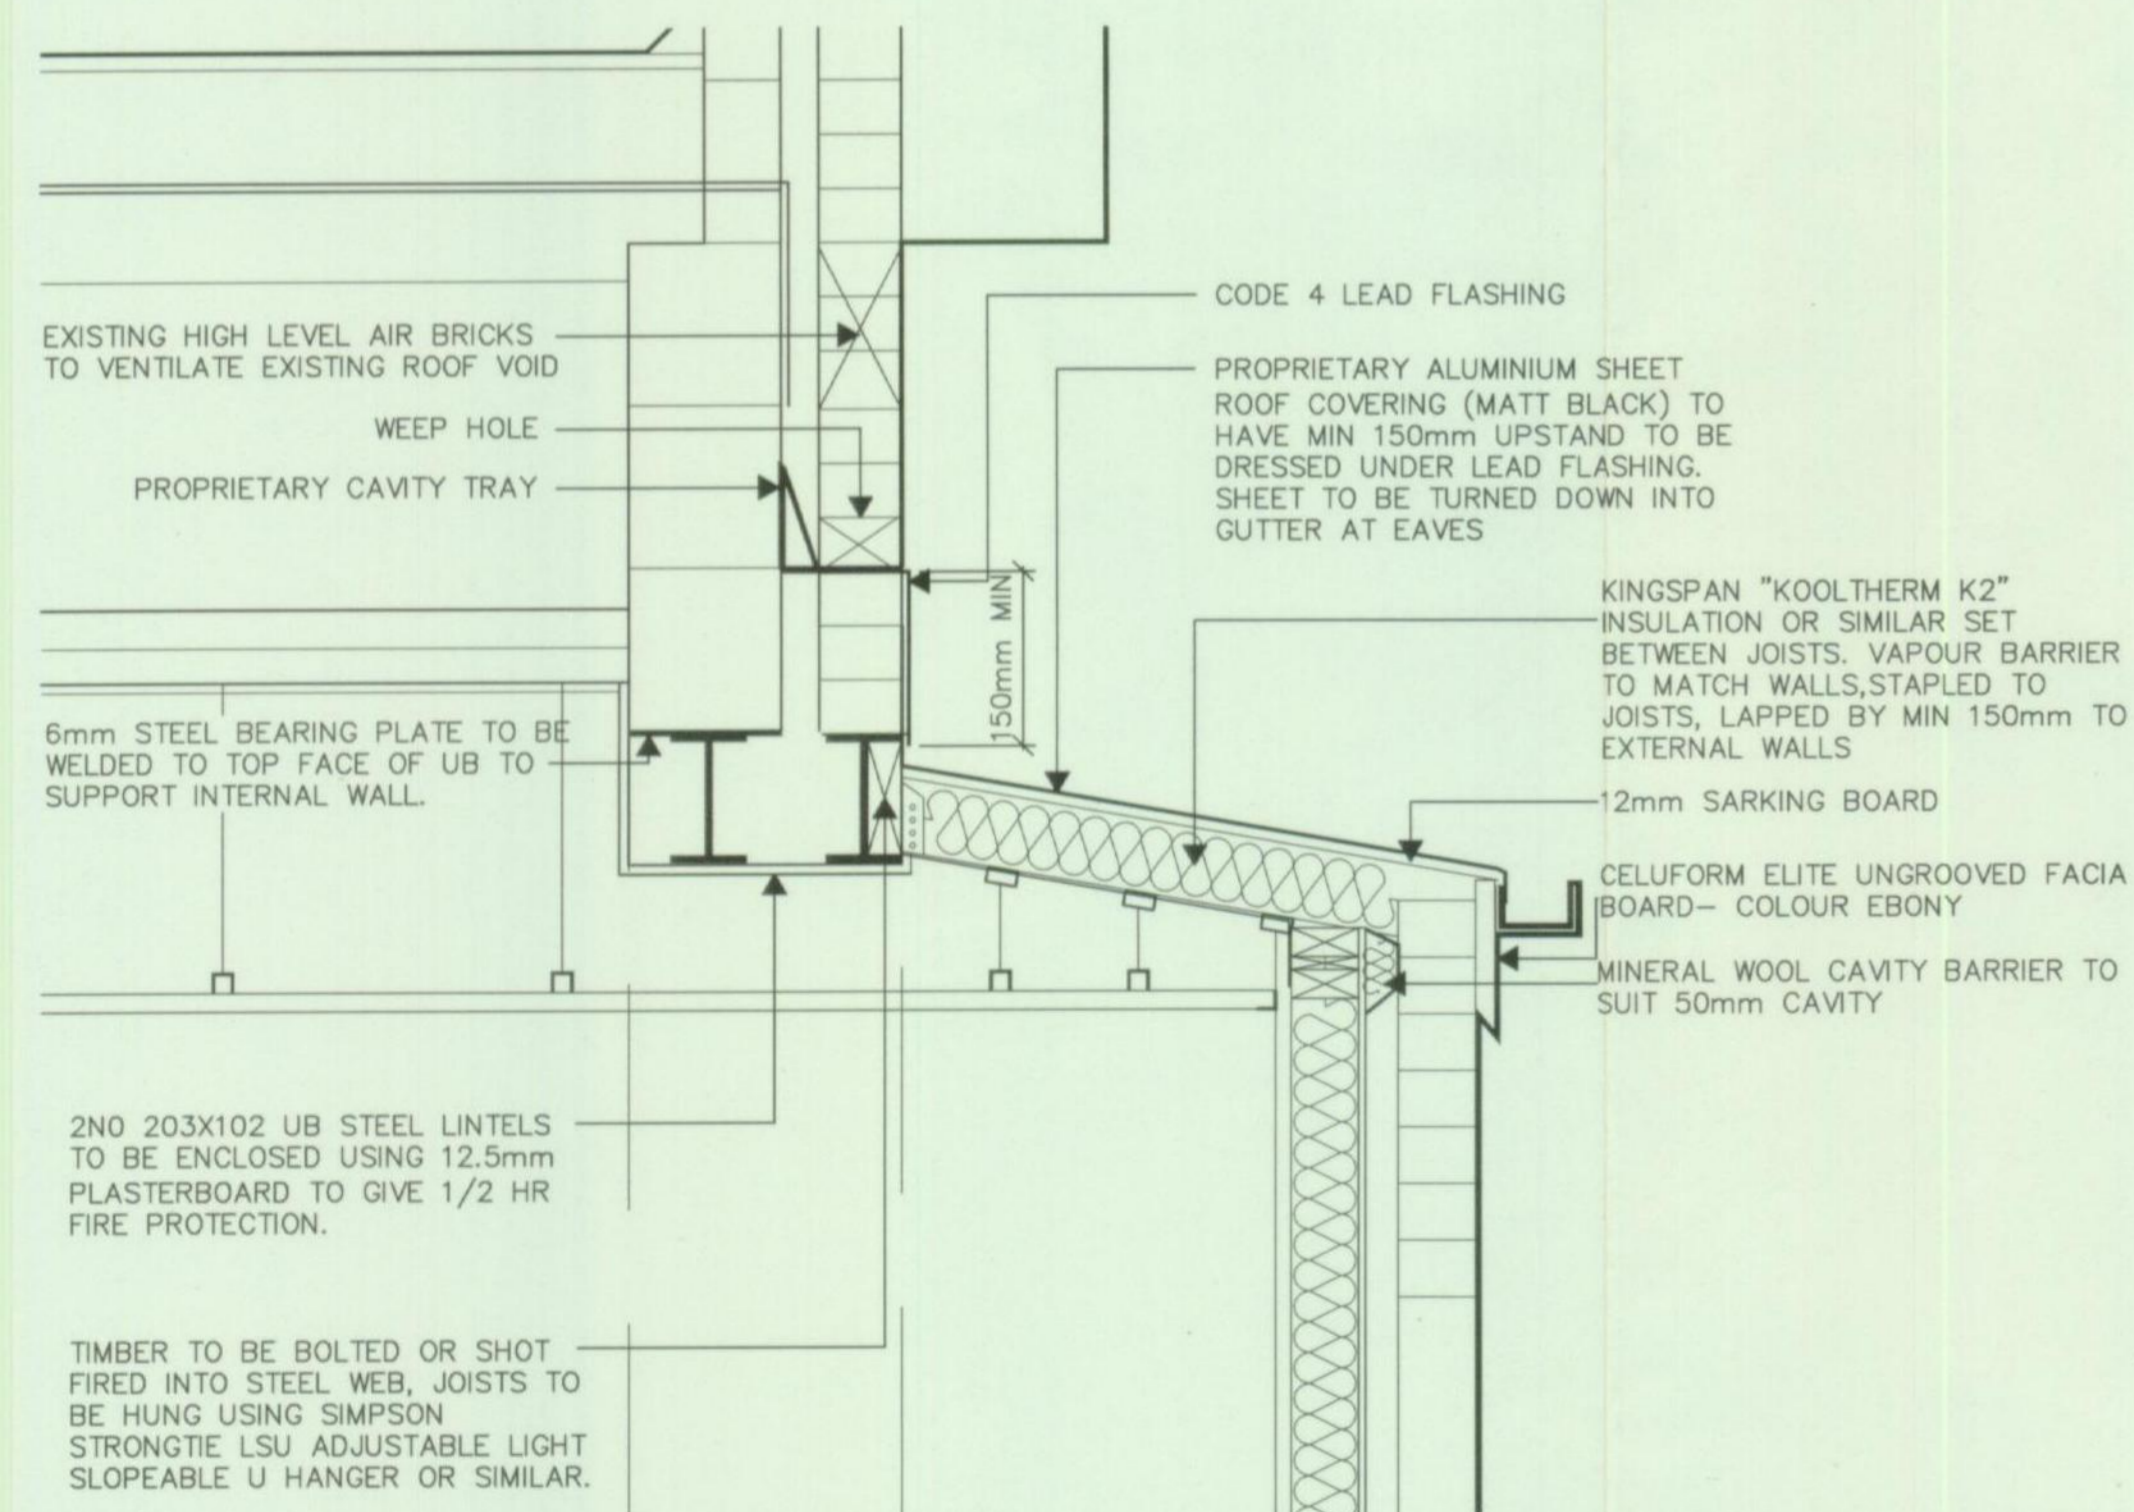 EXISTING HIGH LEVEL AIR BRICKS
TO VENTILATE EXISTING ROOF VOID
WEEP HOLE
PROPRIETARY CAVITY TRAY
6mm STEEL BEARING PLATE TO BE
WELDED TO TOP FACE OF UB TO
SUPPORT INTERNAL WALL.
2NO 203X102 UB STEEL LINTELS
TO BE ENCLOSED USING 12.5mm
PLASTERBOARD TO GIVE 1/2 HR
FIRE PROTECTION.
TIMBER TO BE BOLTED OR SHOT
FIRED INTO STEEL WEB, JOISTS TO
BE HUNG USING SIMPSON
STRONGTIE LSU ADJUSTABLE LIGHT
SLOPEABLE U HANGER OR SIMILAR.
150mm MIN
CODE 4 LEAD FLASHING
PROPRIETARY ALUMINIUM SHEET
ROOF COVERING (MATT BLACK) TO
HAVE MIN 150mm UPSTAND TO BE
DRESSED UNDER LEAD FLASHING.
SHEET TO BE TURNED DOWN INTO
GUTTER AT EAVES
KINGSPAN "KOOLTHERM K2"
INSULATION OR SIMILAR SET
BETWEEN JOISTS. VAPOUR BARRIER
TO MATCH WALLS,STAPLED TO
JOISTS, LAPPED BY MIN 150mm TO
EXTERNAL WALLS
12mm SARKING BOARD
CELUFORM ELITE UNGROOVED FACIA
BOARD– COLOUR EBONY
MINERAL WOOL CAVITY BARRIER TO
SUIT 50mm CAVITY